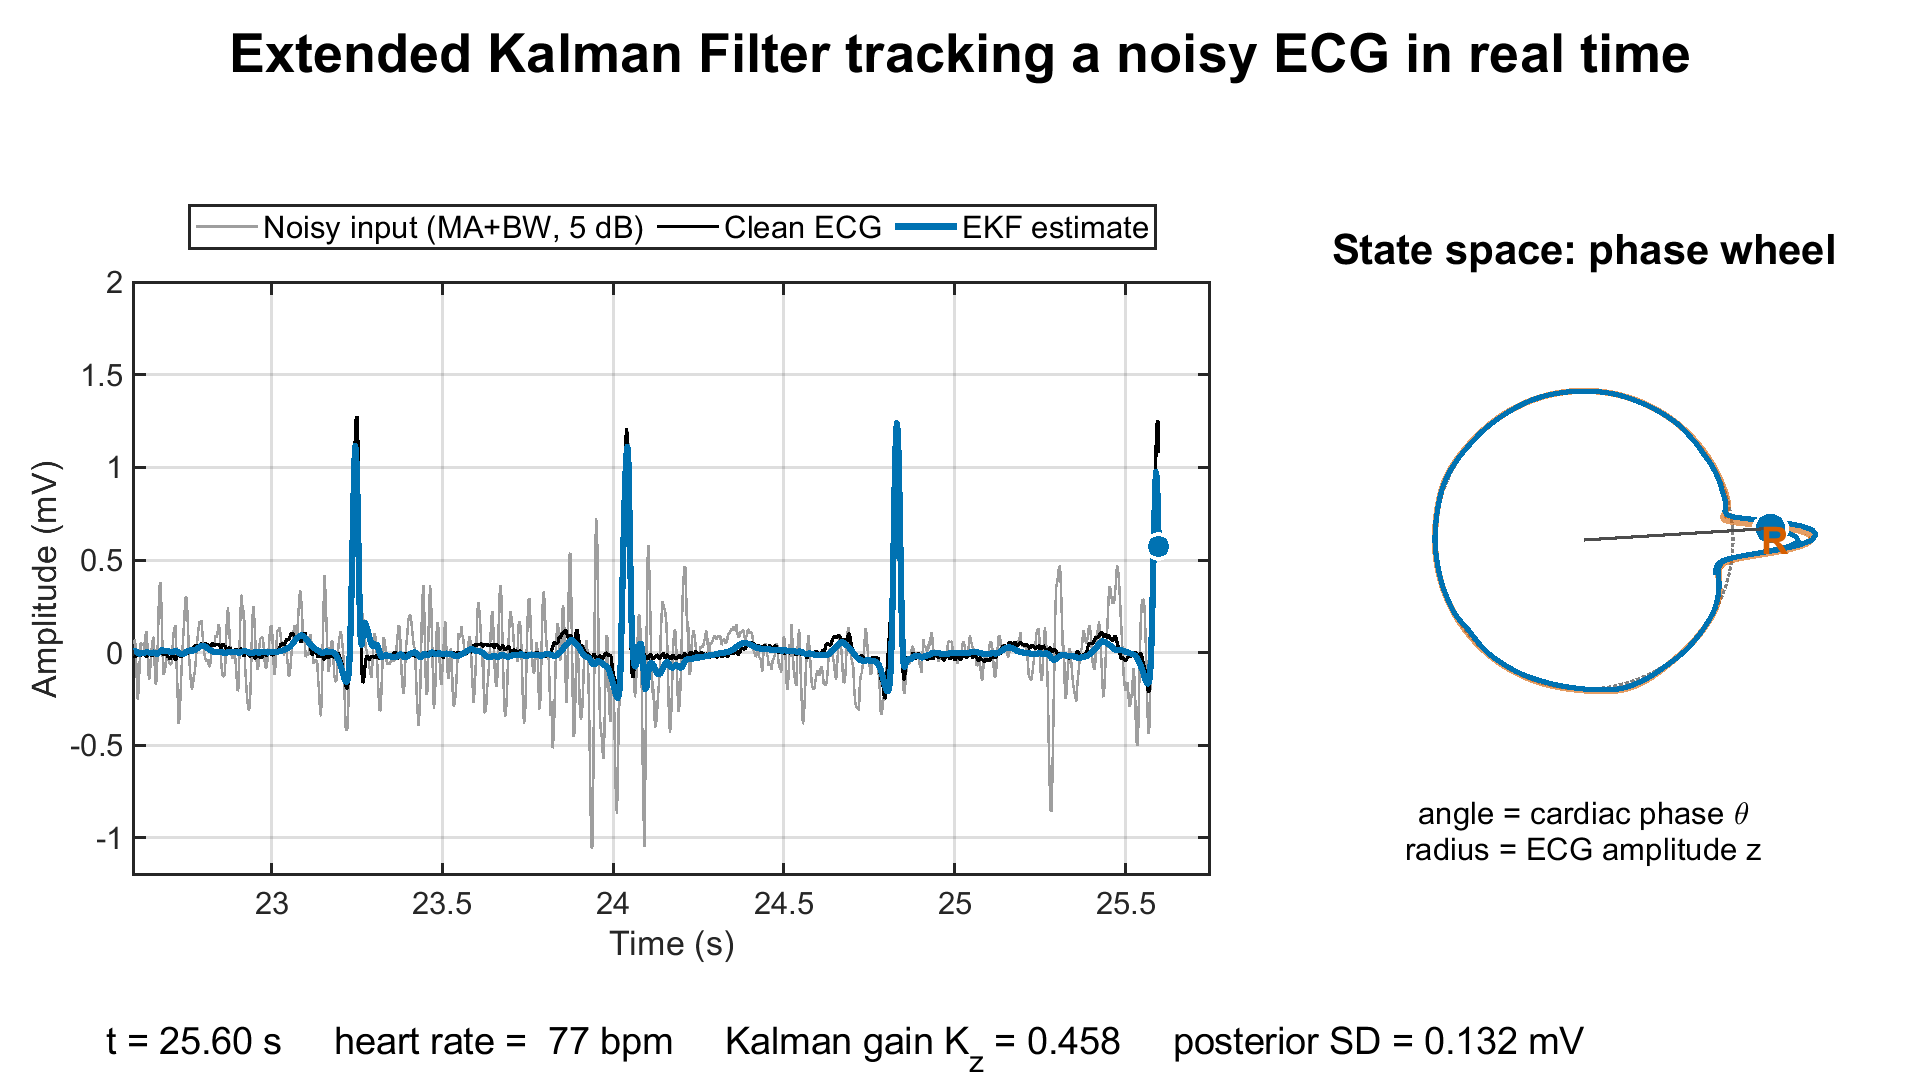 Extended Kalman Filter tracking a noisy ECG in real time
Noisy input (MA+BW, 5 dB) Clean ECG EKF estimate
State space: phase wheel
2
1.5
1
0.5
0
-0.5
-1
Amplitude (mV)
23 23.5 24 24.5 25 25.5
Time (s)
R
angle = cardiac phase θ
radius = ECG amplitude z
t = 25.60 s heart rate = 77 bpm Kalman gain K_z = 0.458 posterior SD = 0.132 mV